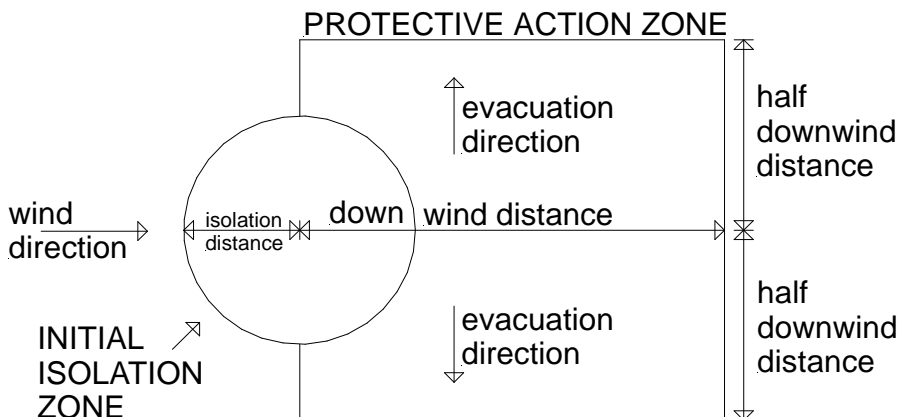 PROTECTIVE ACTION ZONE
evacuation
direction
half
downwind
distance
wind
direction
isolation
distance
down wind distance
INITIAL
ISOLATION
ZONE
evacuation
direction
half
downwind
distance